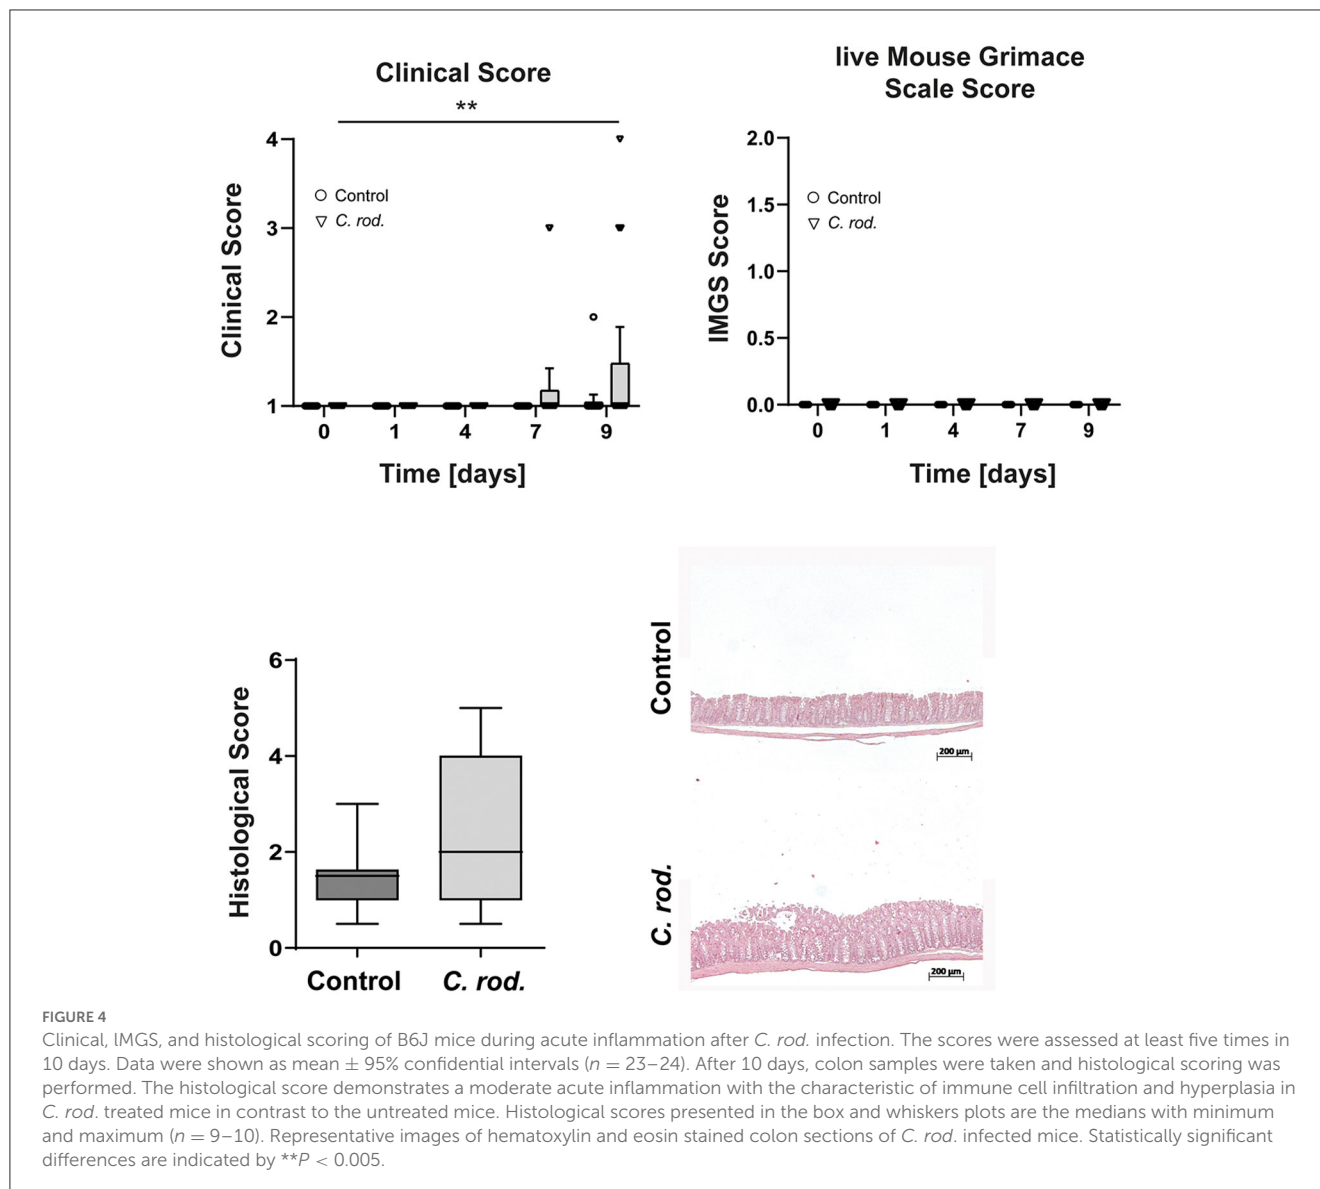 Clinical Score
**
Clinical Score
4
3
2
1
Control
C. rod.
0 1 4 7 9
Time [days]
live Mouse Grimace
Scale Score
lMGS Score
2.0
1.5
1.0
0.5
0.0
Control
C. rod.
0 1 4 7 9
Time [days]
Histological Score
6
4
2
0
Control C. rod.
Control
200 µm
C. rod.
200 µm
FIGURE 4
Clinical, lMGS, and histological scoring of B6J mice during acute inflammation after C. rod. infection. The scores were assessed at least five times in
10 days. Data were shown as mean ± 95% confidential intervals (n = 23–24). After 10 days, colon samples were taken and histological scoring was
performed. The histological score demonstrates a moderate acute inflammation with the characteristic of immune cell infiltration and hyperplasia in
C. rod. treated mice in contrast to the untreated mice. Histological scores presented in the box and whiskers plots are the medians with minimum
and maximum (n = 9–10). Representative images of hematoxylin and eosin stained colon sections of C. rod. infected mice. Statistically significant
differences are indicated by **P < 0.005.